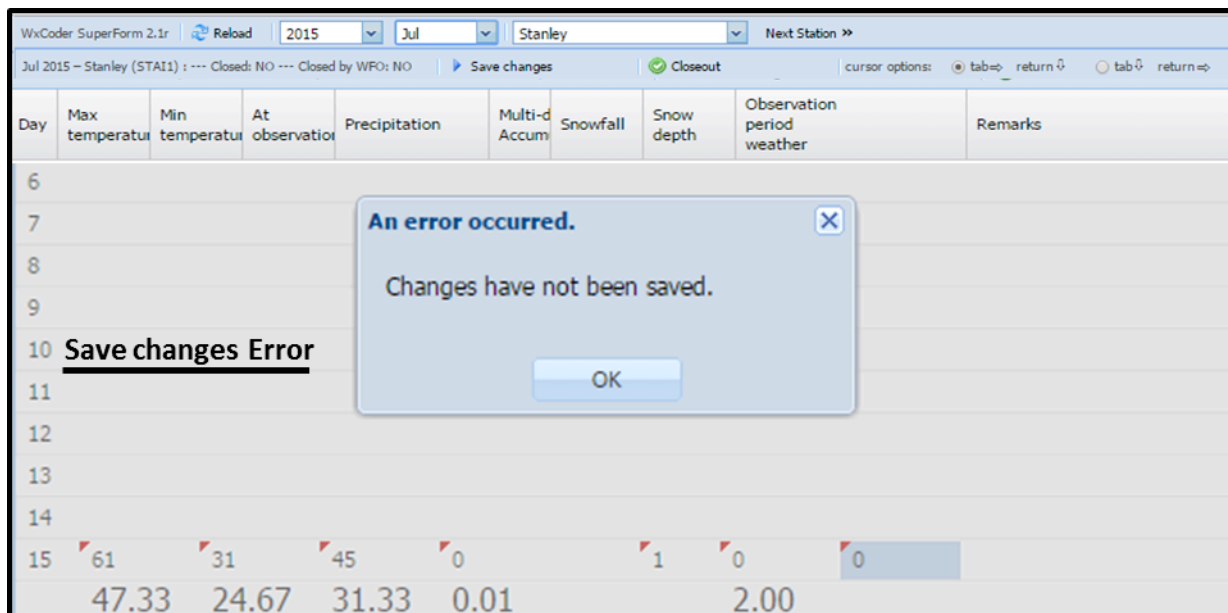 WxCoder SuperForm 2.1r Reload 2015 Jul Stanley Next Station »
Jul 2015 – Stanley (STAI1) : --- Closed: NO --- Closed by WFO: NO Save changes Closeout cursor options: tab⇨ return⇩ tab⇩ return⇨
Day Max temperatur Min temperatur At observation Precipitation Multi-d Accum Snowfall Snow depth Observation period weather Remarks
6
7
An error occurred.
8
Changes have not been saved.
9
10 Save changes Error
OK
11
12
13
14
15 61 31 45 0 1 0 0
47.33 24.67 31.33 0.01 2.00